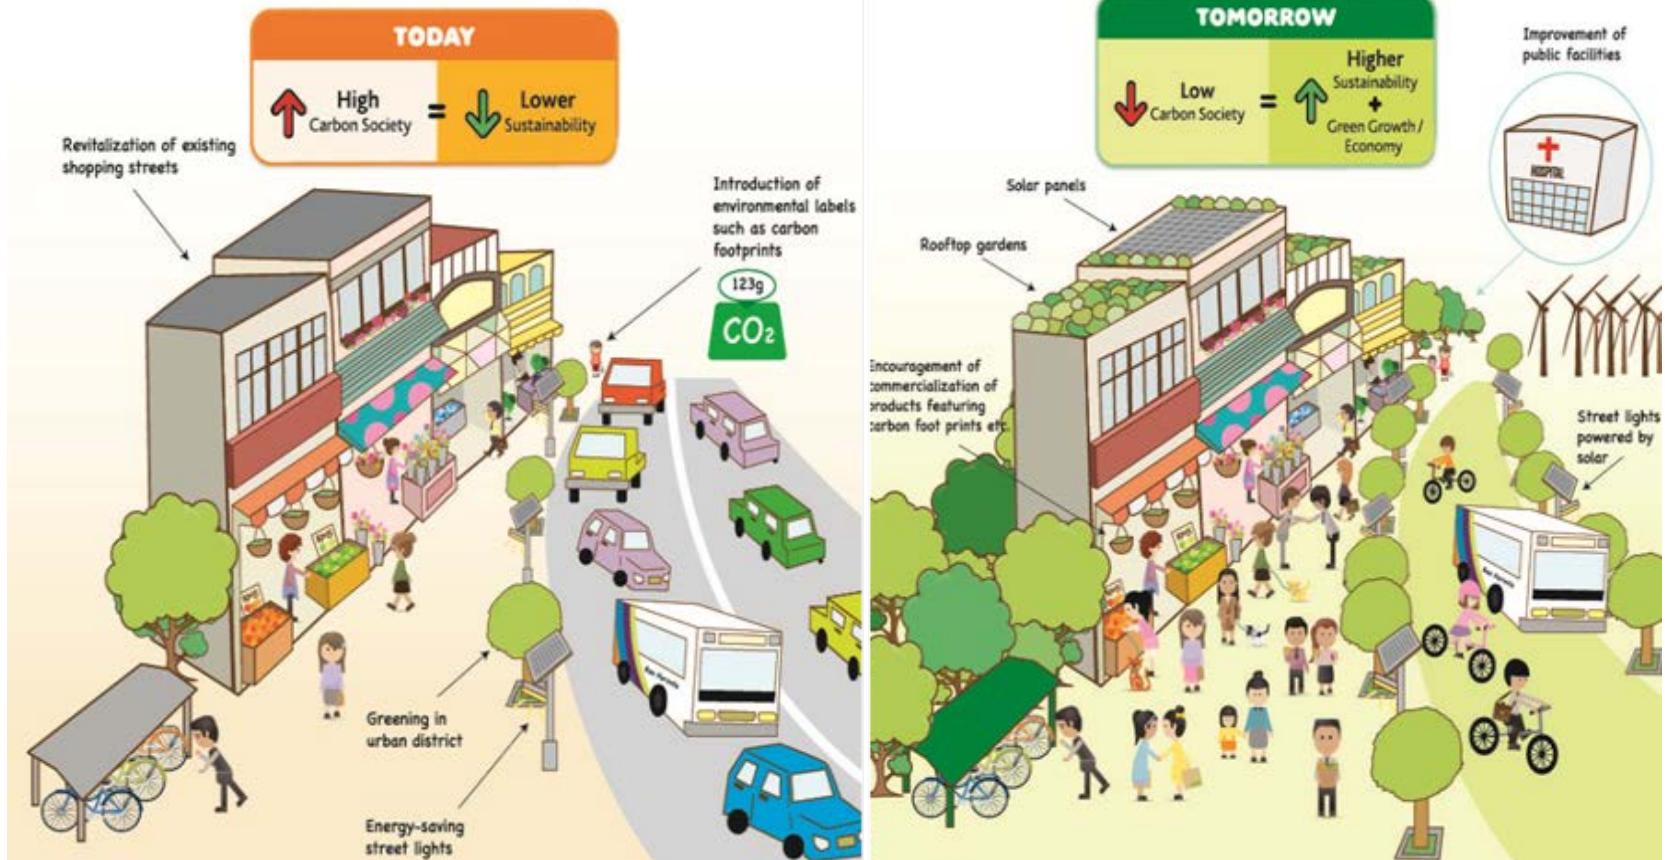 TODAY
High
Carbon Society
=
Lower
Sustainability
Revitalization of existing
shopping streets
Introduction of
environmental labels
such as carbon
footprints
123g
CO2
Greening in
urban district
Energy-saving
street lights
TOMORROW
Low
Carbon Society
=
Higher
Sustainability
+
Green Growth /
Economy
Improvement of
public facilities
HOSPITAL
Solar panels
Rooftop gardens
Encouragement of
commercialization of
products featuring
carbon foot prints etc.
Street lights
powered by
solar